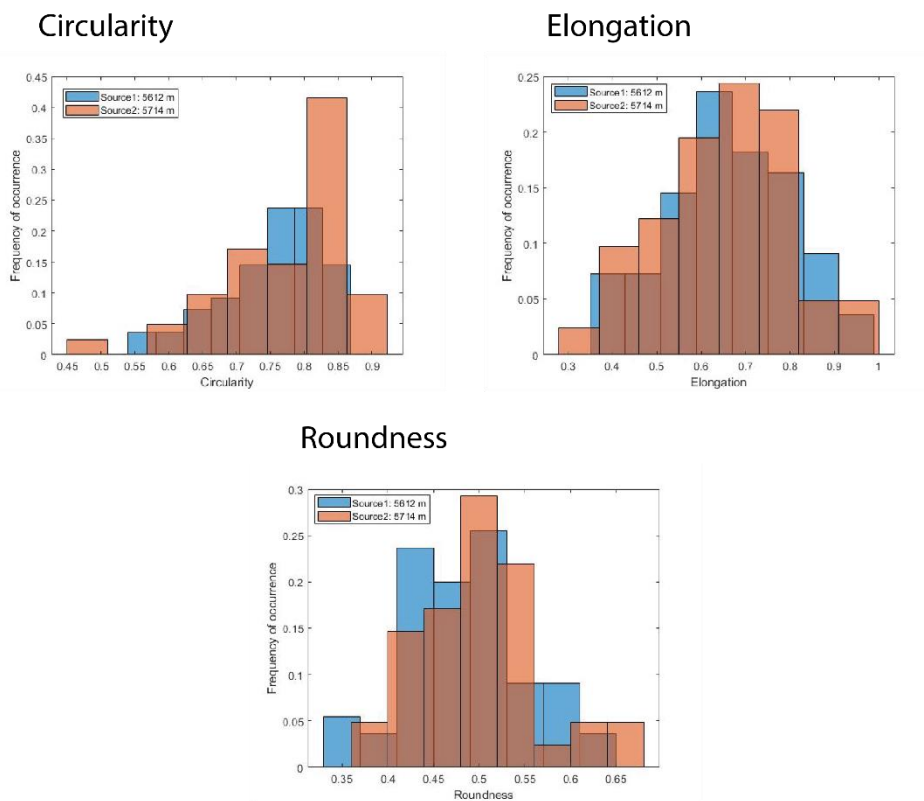 Circularity
Elongation
0.45
0.4
0.35
0.3
0.25
0.2
0.15
0.1
0.05
0
Frequency of occurrence
Source1: 5612 m
Source2: 5714 m
0.45 0.5 0.55 0.6 0.65 0.7 0.75 0.8 0.85 0.9
Circularity
0.25
0.2
0.15
0.1
0.05
0
Frequency of occurrence
Source1: 5612 m
Source2: 5714 m
0.3 0.4 0.5 0.6 0.7 0.8 0.9 1
Elongation
Roundness
0.3
0.25
0.2
0.15
0.1
0.05
0
Frequency of occurrence
Source1: 5612 m
Source2: 5714 m
0.35 0.4 0.45 0.5 0.55 0.6 0.65
Roundness